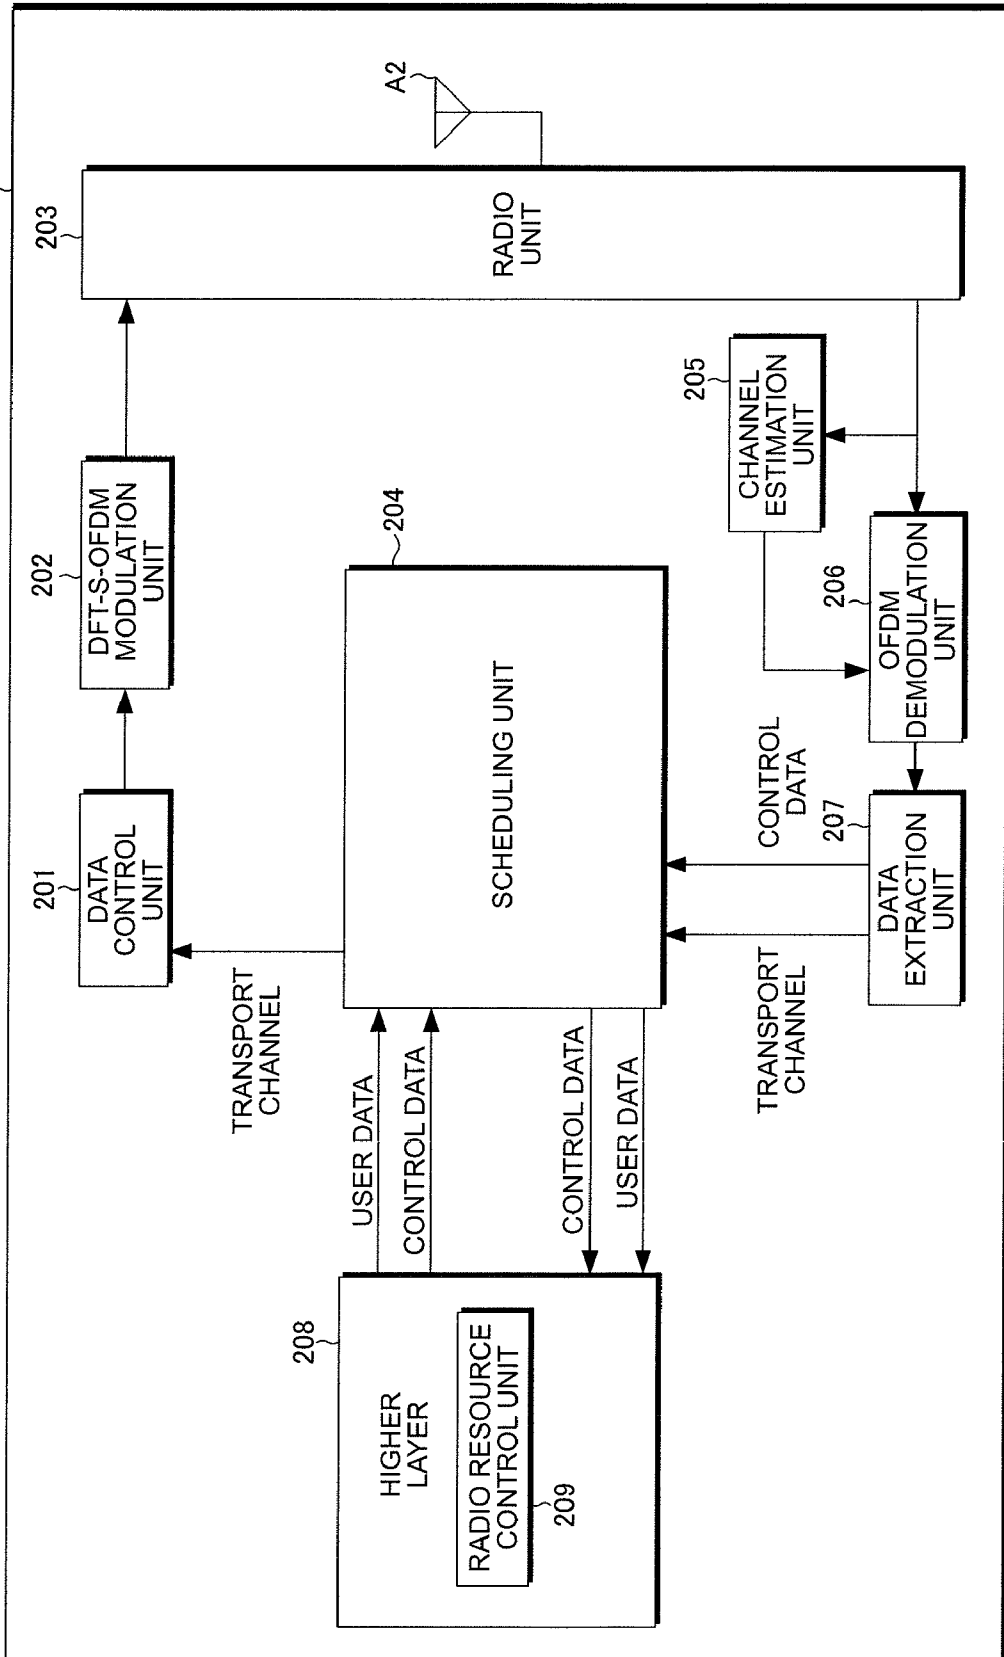 208
HIGHER
LAYER
RADIO RESOURCE
CONTROL UNIT
209
USER DATA
CONTROL DATA
CONTROL DATA
USER DATA
TRANSPORT
CHANNEL
201
DATA
CONTROL
UNIT
202
DFT-S-OFDM
MODULATION
UNIT
203
RADIO
UNIT
A2
204
SCHEDULING UNIT
TRANSPORT
CHANNEL
CONTROL
DATA
205
CHANNEL
ESTIMATION
UNIT
206
OFDM
DEMODULATION
UNIT
207
DATA
EXTRACTION
UNIT